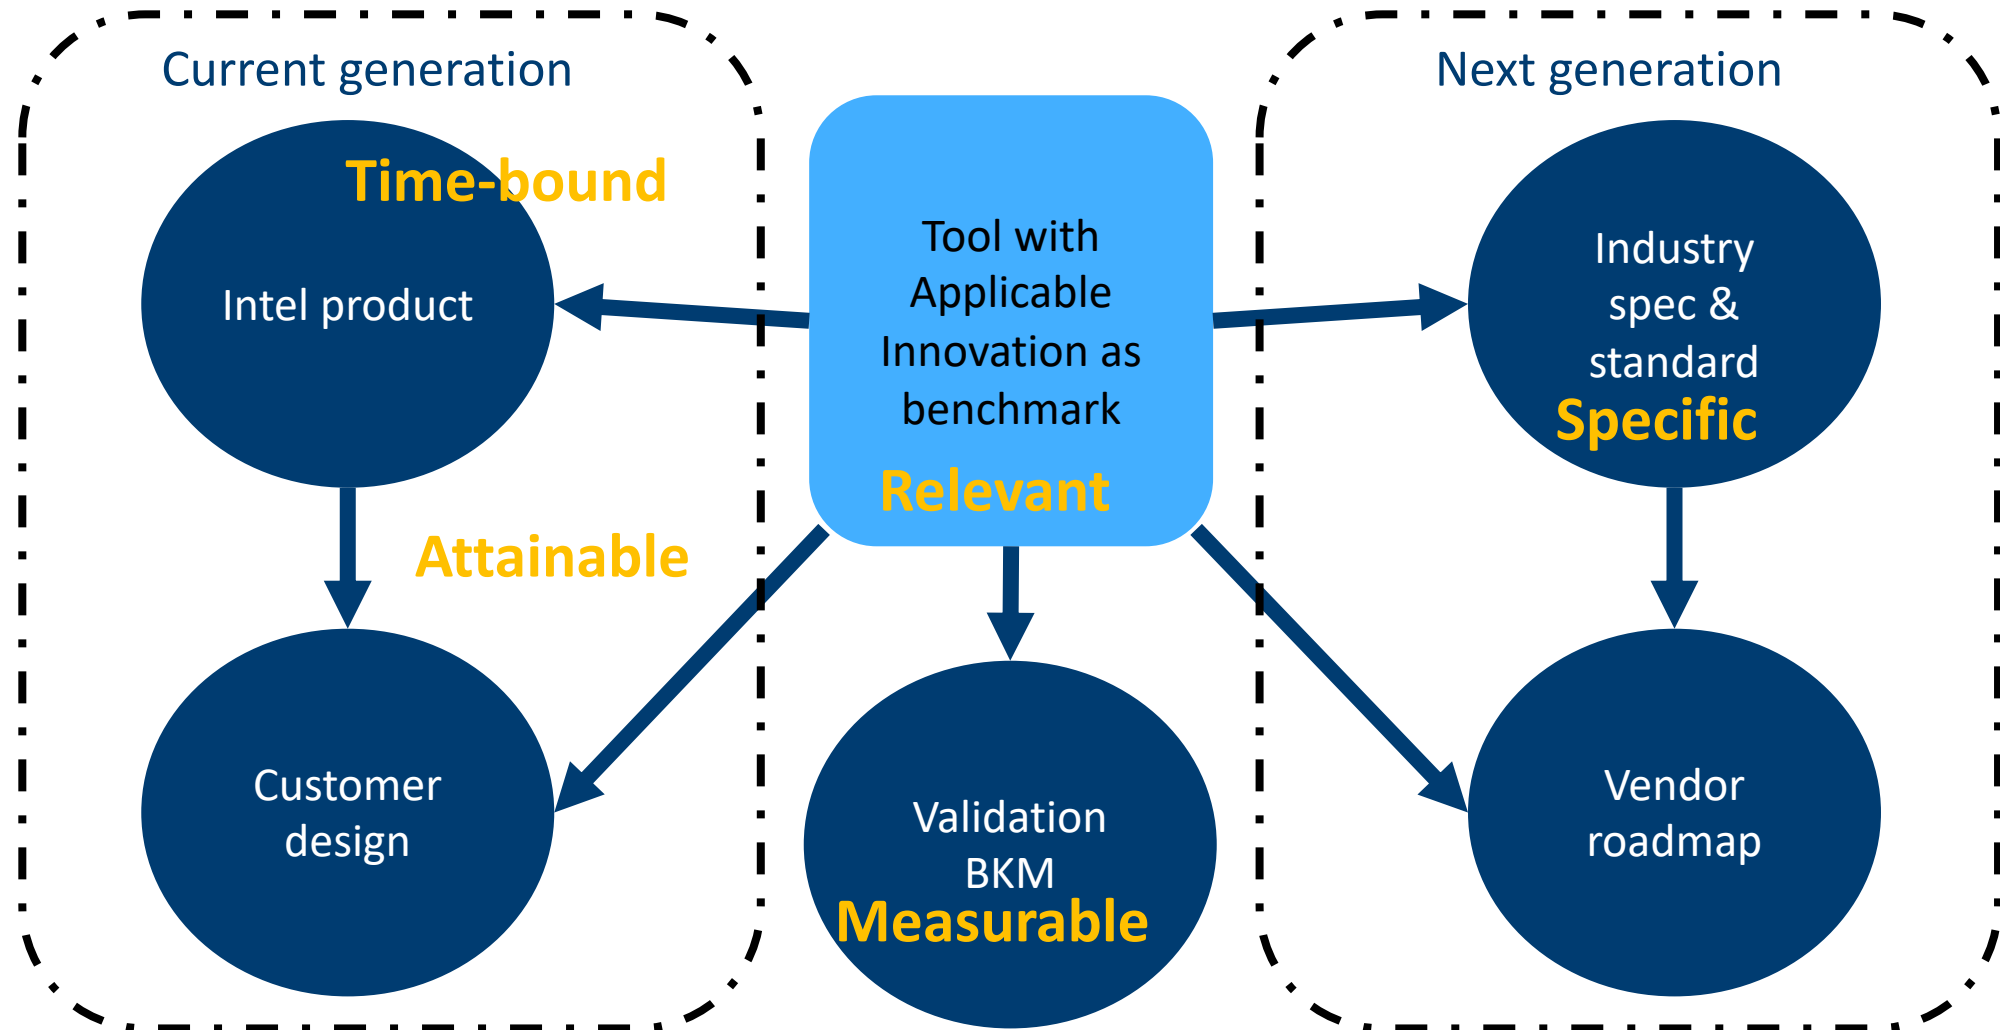 Current generation
Time-bound
Intel product
Attainable
Customer
design
Tool with
Applicable
Innovation as
benchmark
Relevant
Validation
BKM
Measurable
Next generation
Industry
spec &
standard
Specific
Vendor
roadmap